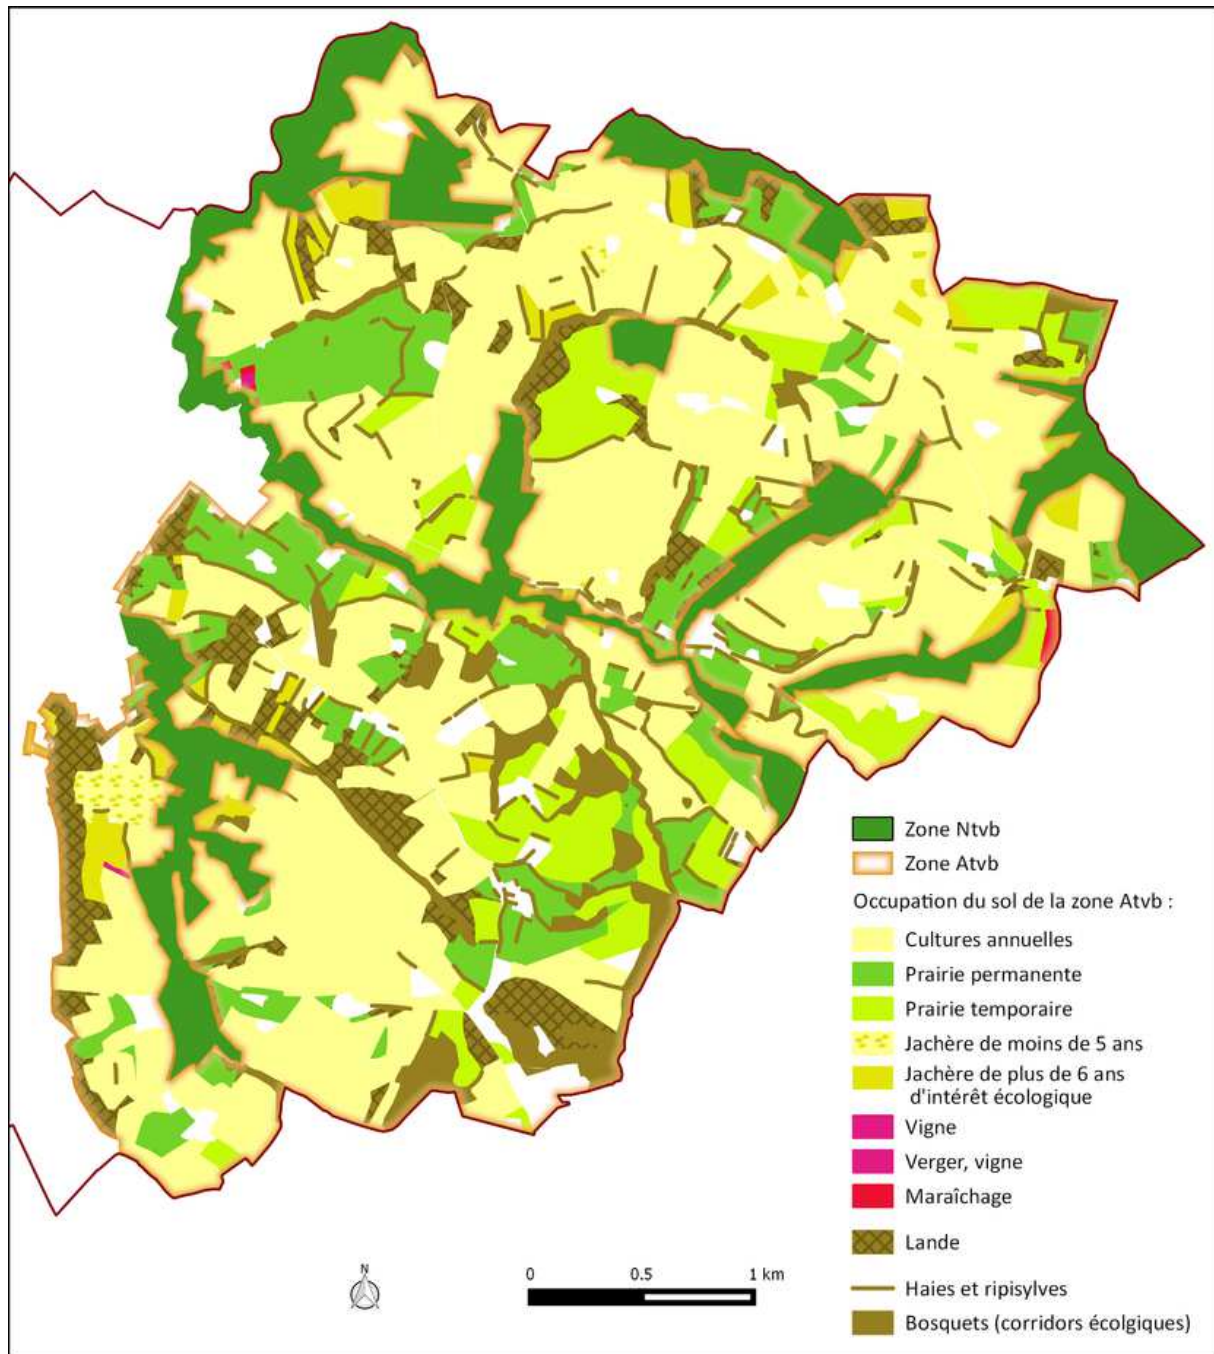 Zone Ntvb
Zone Atvb
Occupation du sol de la zone Atvb :
Cultures annuelles
Prairie permanente
Prairie temporaire
Jachère de moins de 5 ans
Jachère de plus de 6 ans
d'intérêt écologique
Vigne
Verger, vigne
Maraîchage
Lande
Haies et ripisylves
Bosquets (corridors écolgiques)
N
0 0.5 1 km